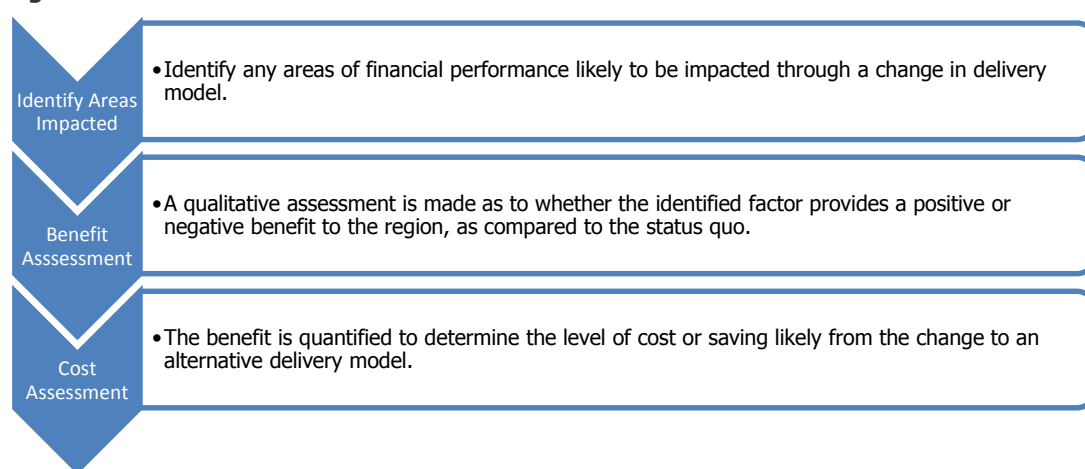 Identify Areas
Impacted
•Identify any areas of financial performance likely to be impacted through a change in delivery
model.
Benefit
Asssessment
•A qualitative assessment is made as to whether the identified factor provides a positive or
negative benefit to the region, as compared to the status quo.
Cost
Assessment
•The benefit is quantified to determine the level of cost or saving likely from the change to an
alternative delivery model.